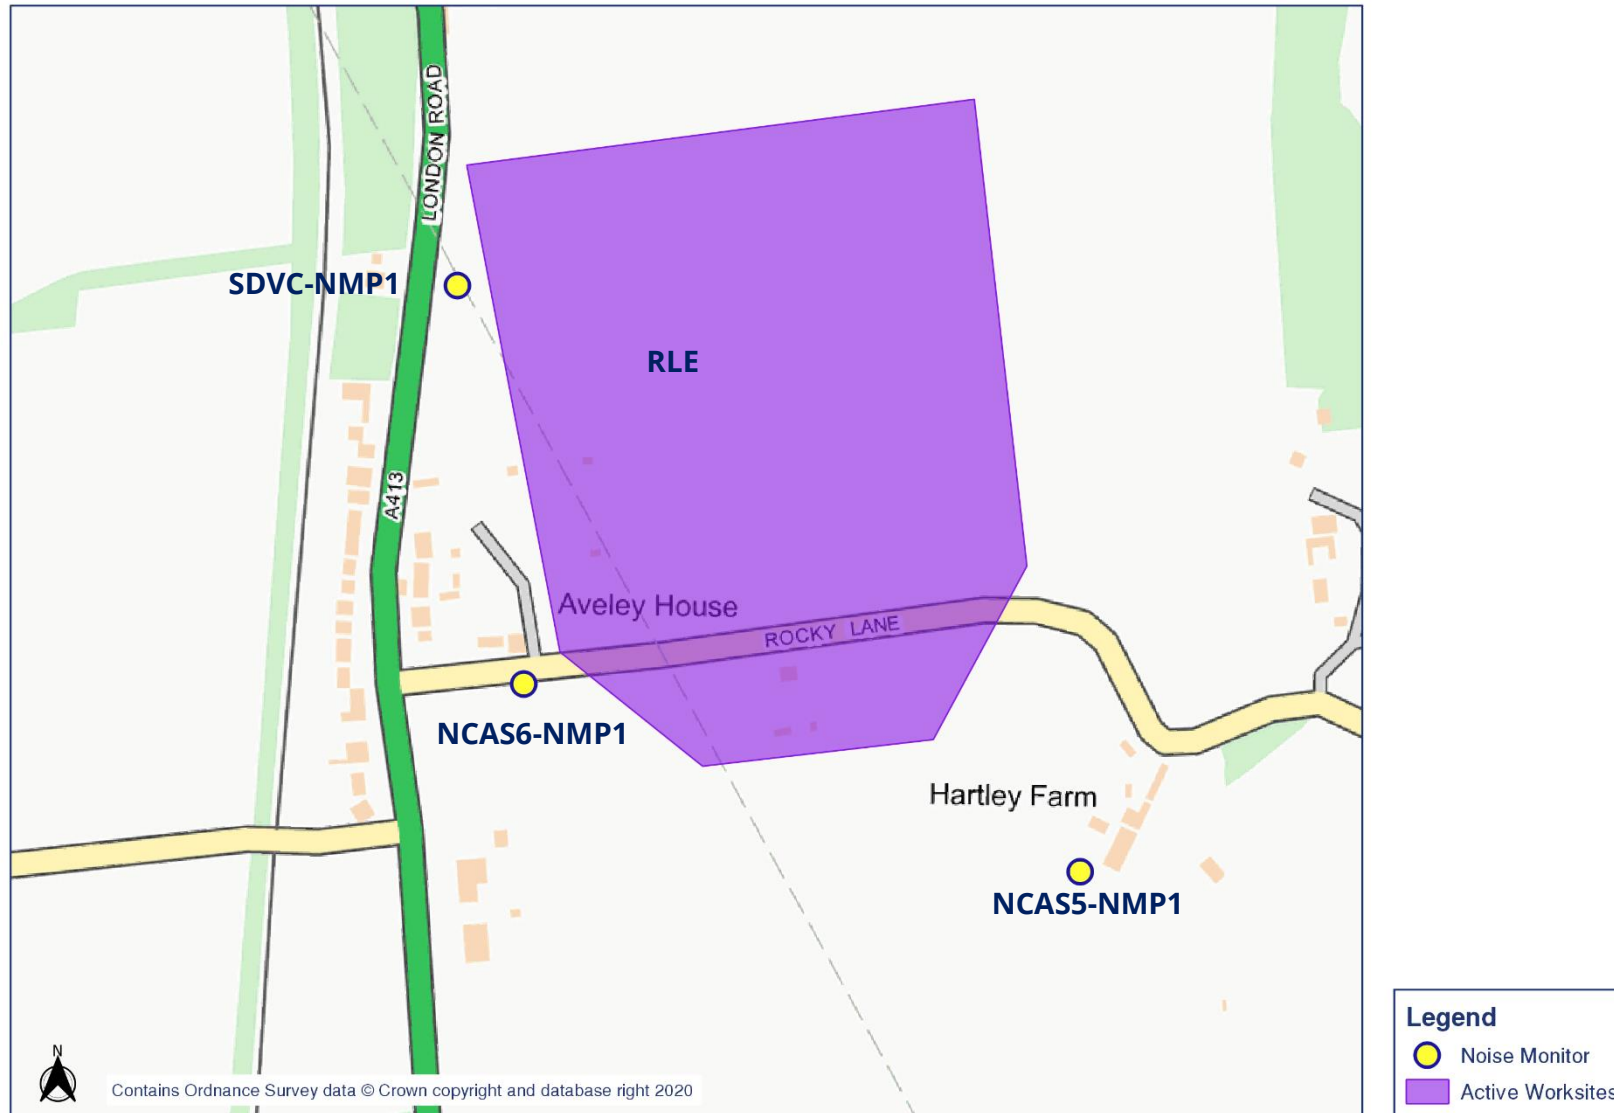 LONDON ROAD
SDVC-NMP1
RLE
A413
Aveley House
ROCKY LANE
NCAS6-NMP1
Hartley Farm
NCAS5-NMP1
N
Contains Ordnance Survey data © Crown copyright and database right 2020
Legend
Noise Monitor
Active Worksites